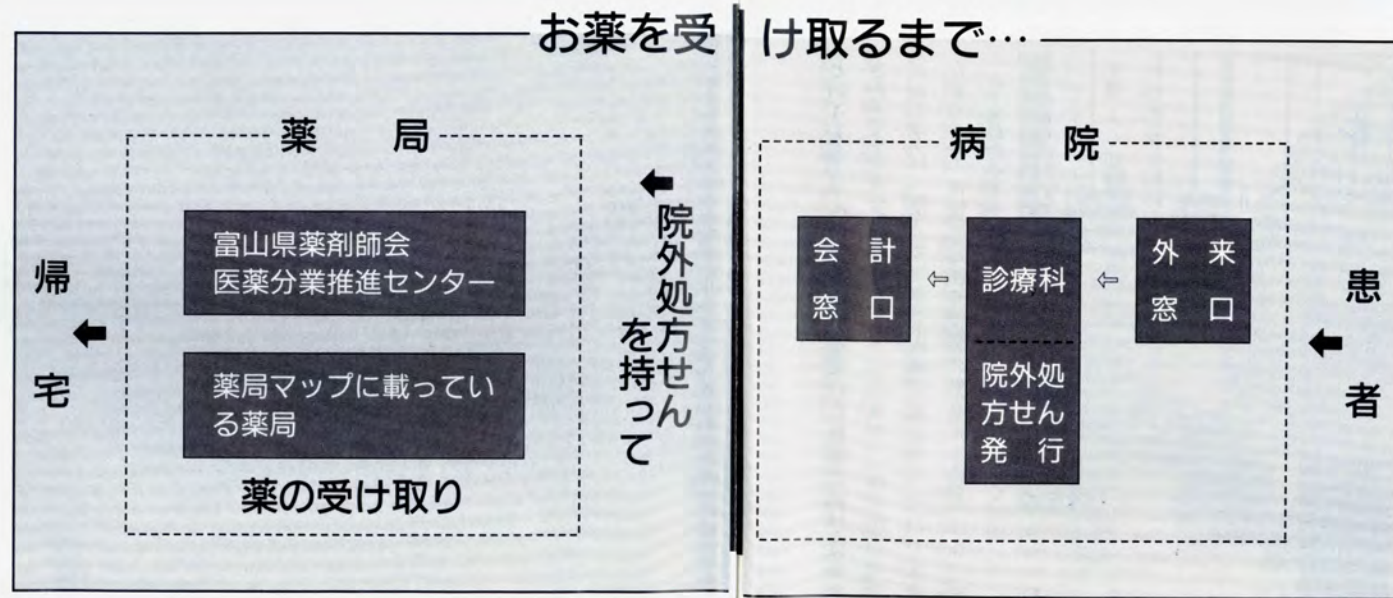 お薬を受け取るまで…
患者
⬅
病院
外来
窓口
⇦
診療科
院外処
方せん
発行
⇦
会計
窓口
⬅
院外処方せん
を持って
薬局
富山県薬剤師会
医薬分業推進センター
薬局マップに載ってい
る薬局
薬の受け取り
⬅
帰宅